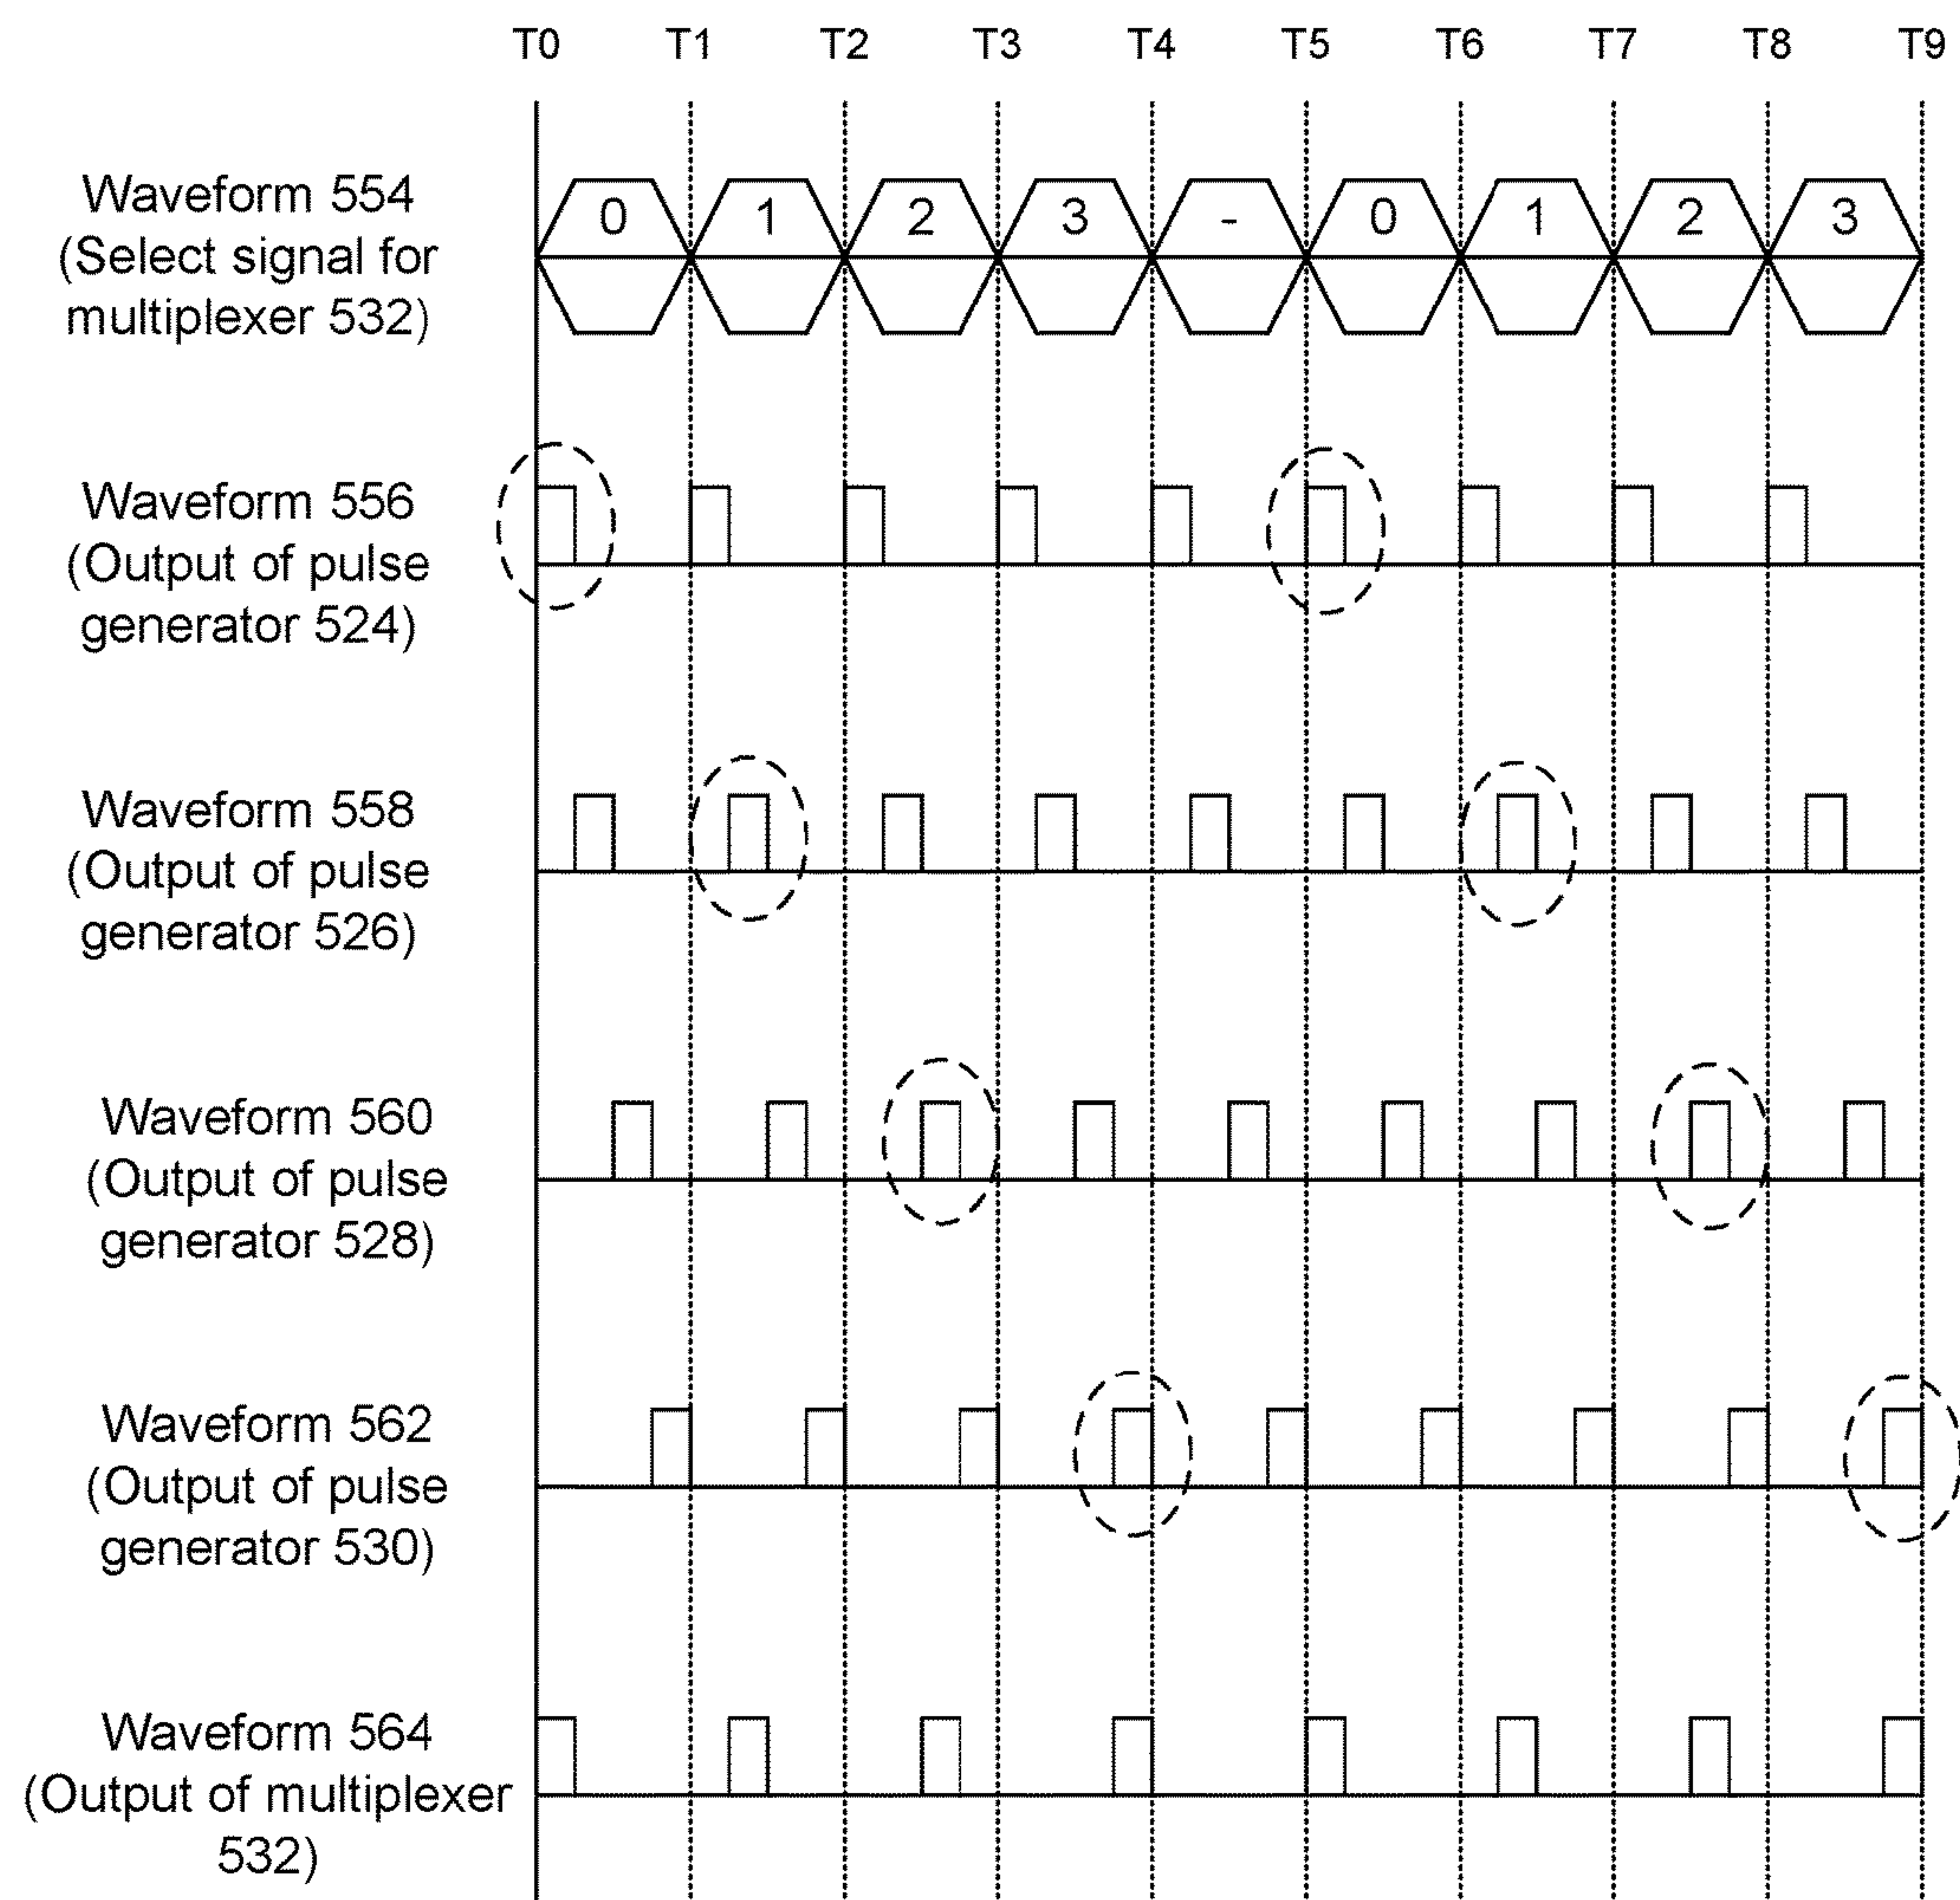 T0 T1 T2 T3 T4 T5 T6 T7 T8 T9
Waveform 554
(Select signal for
multiplexer 532)
0 1 2 3 - 0 1 2 3
Waveform 556
(Output of pulse
generator 524)
Waveform 558
(Output of pulse
generator 526)
Waveform 560
(Output of pulse
generator 528)
Waveform 562
(Output of pulse
generator 530)
Waveform 564
(Output of multiplexer
532)